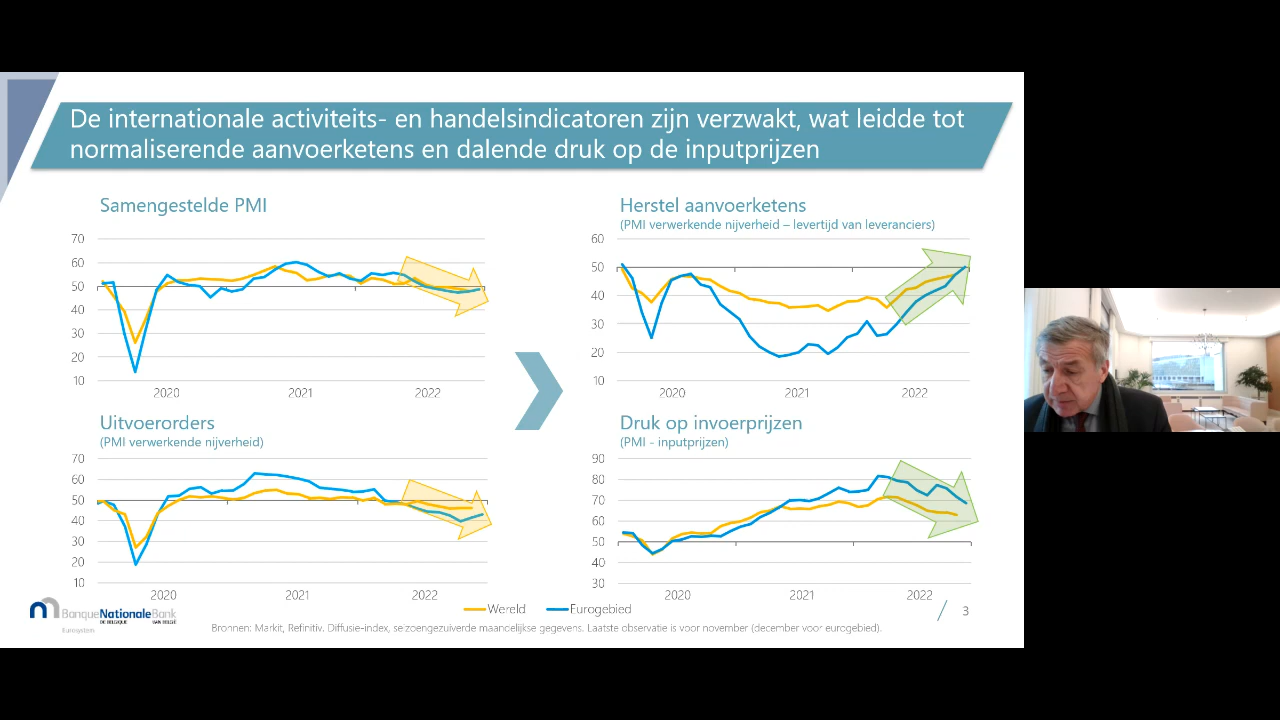 De internationale activiteits- en handelsindicatoren zijn verzwakt, wat leidde tot
normaliserende aanvoerketens en dalende druk op de inputprijzen
Samengestelde PMI
70
60
50
40
30
20
10
2020
2021
2022
Uitvoerorders
(PMI verwerkende nijverheid)
70
60
50
40
30
20
10
2020
2021
2022
Herstel aanvoerketens
(PMI verwerkende nijverheid – levertijd van leveranciers)
60
50
40
30
20
10
2020
2021
2022
Druk op invoerprijzen
(PMI - inputprijzen)
90
80
70
60
50
40
30
2020
2021
2022
Wereld
Eurogebied
BanqueNationaleBank
DE BELGIQUE VAN BELGIË
Eurosysteem
Bronnen: Markit, Refinitiv. Diffusie-index, seizoengezuiverde maandelijkse gegevens. Laatste observatie is voor november (december voor eurogebied).
3